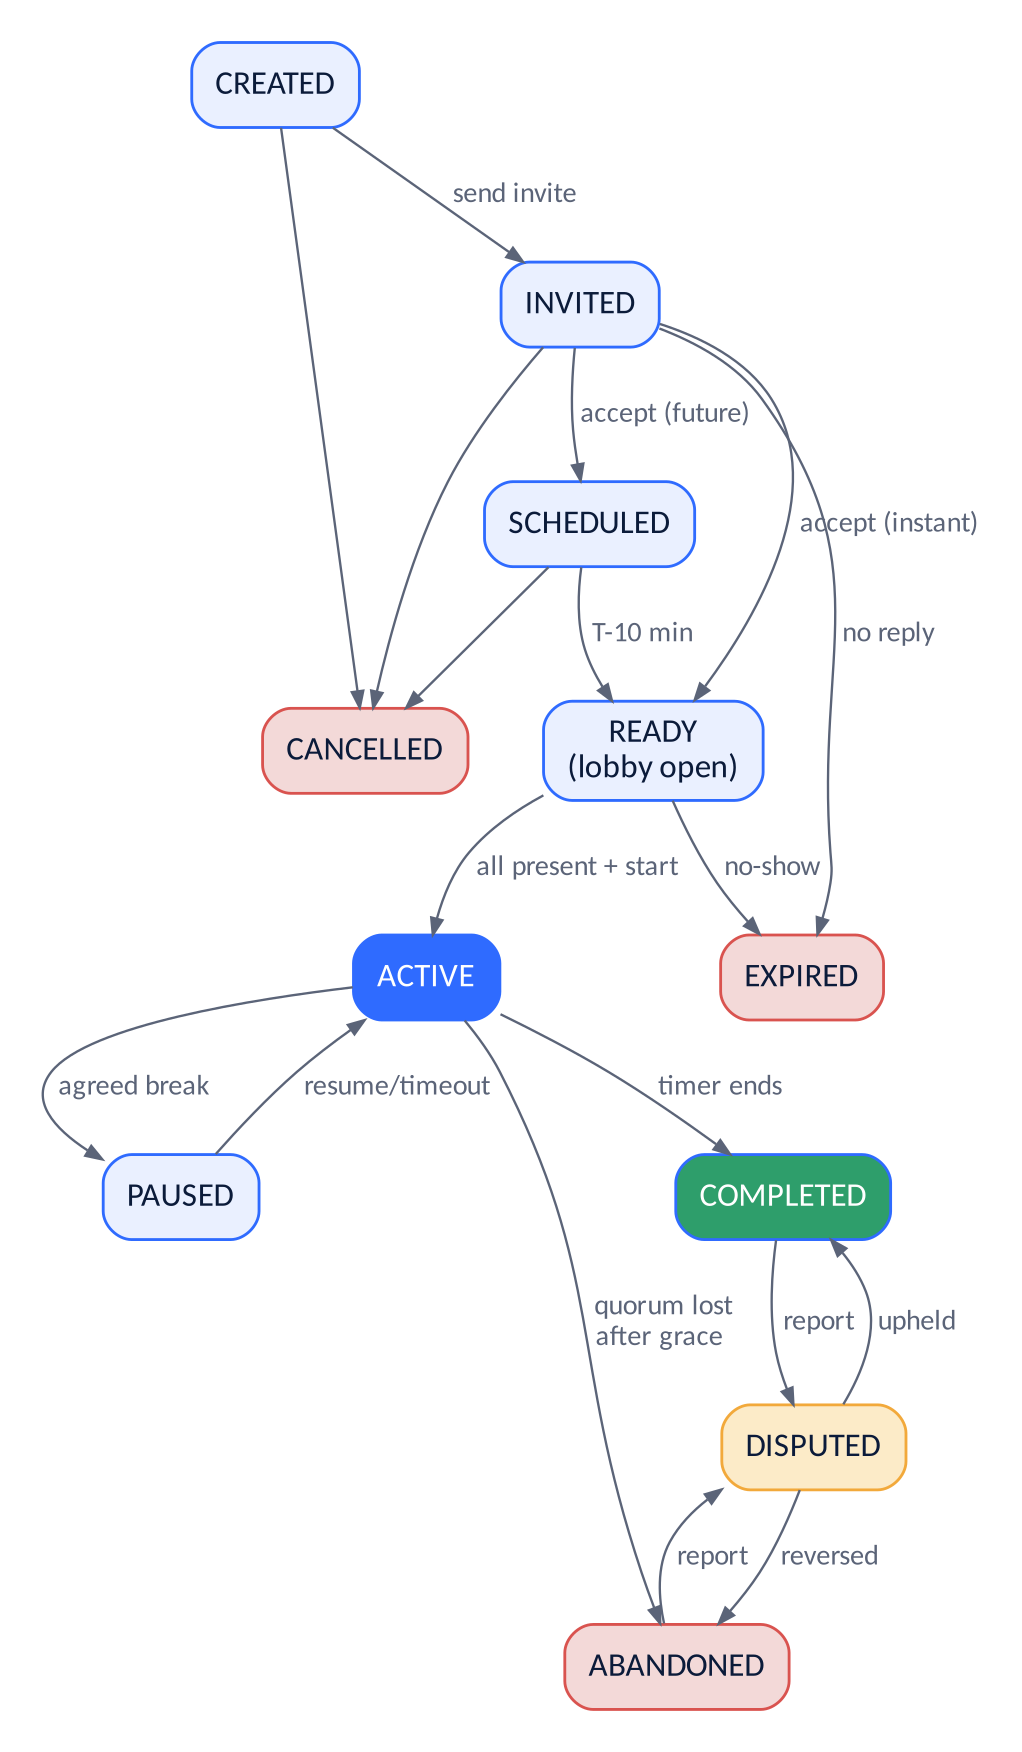 CREATED
send invite
INVITED
accept (future)
SCHEDULED
accept (instant)
T-10 min
no reply
READY
(lobby open)
CANCELLED
all present + start
no-show
ACTIVE
EXPIRED
agreed break
resume/timeout
timer ends
PAUSED
COMPLETED
quorum lost
after grace
report
upheld
DISPUTED
report
reversed
ABANDONED